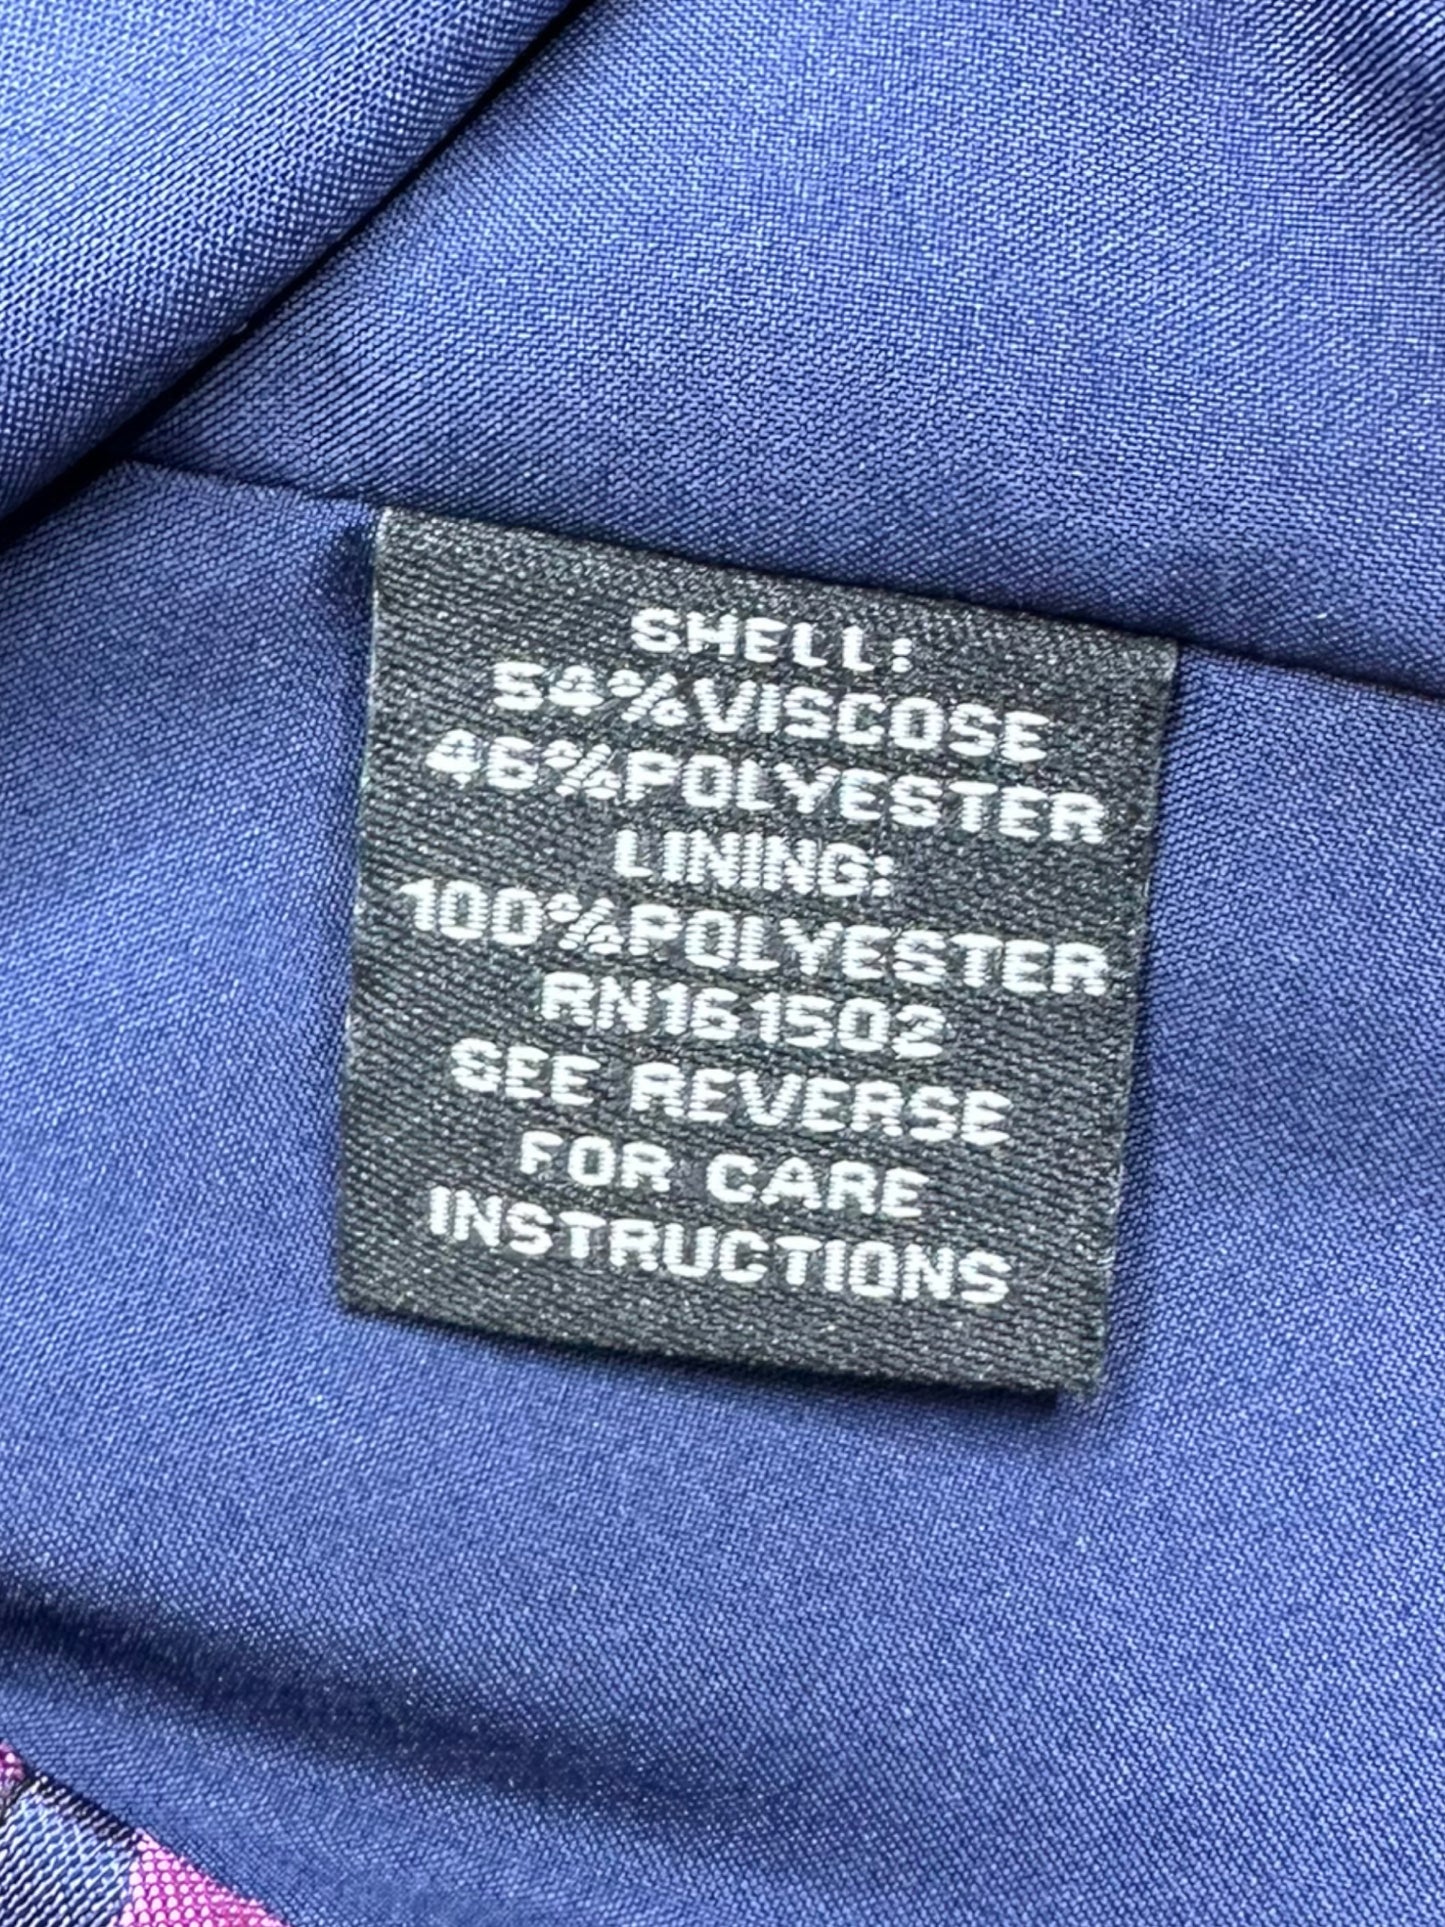 SHELL:
54%VISCOSE
46%POLYESTER
LINING:
100%POLYESTER
RN161502
SEE REVERSE
FOR CARE
INSTRUCTIONS